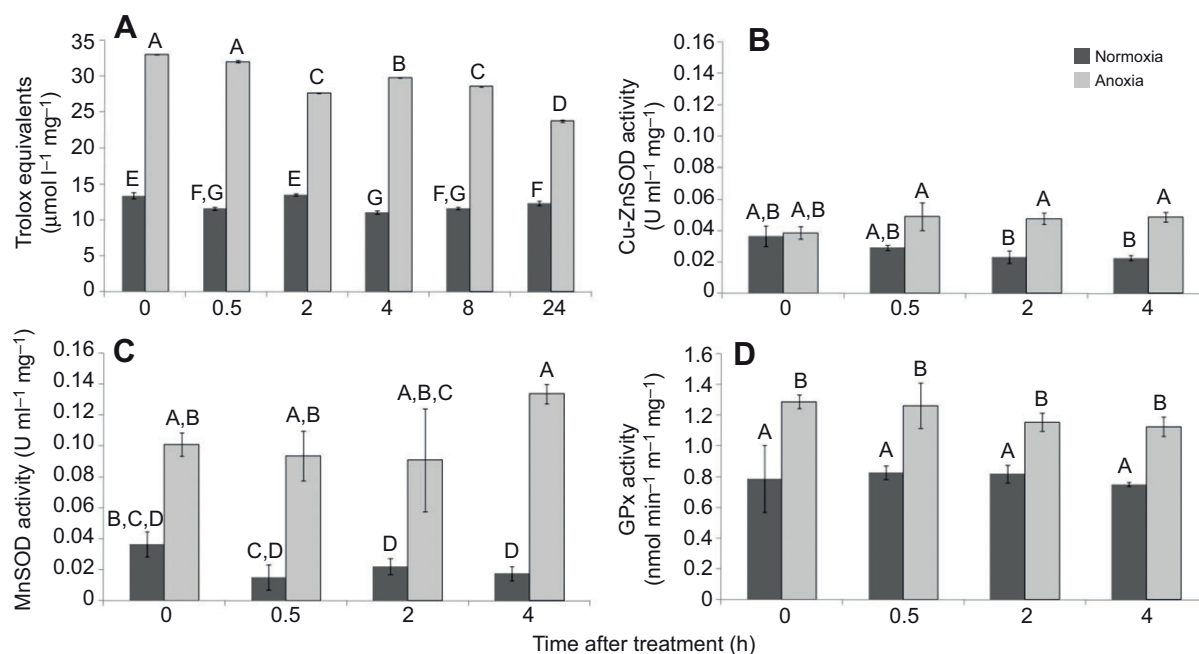 A
Trolox equivalents
(μmol l–1 mg–1)
35
30
25
20
15
10
5
0
A
A
C
B
C
D
E
F,G
E
G
F,G
F
0
0.5
2
4
8
24
B
Cu-ZnSOD activity
(U ml–1 mg–1)
0.16
0.14
0.12
0.10
0.08
0.06
0.04
0.02
0
Normoxia
Anoxia
A,B
A,B
A,B
A
B
A
B
A
0
0.5
2
4
C
MnSOD activity (U ml–1 mg–1)
0.16
0.14
0.12
0.10
0.08
0.06
0.04
0.02
0
B,C,D
A,B
C,D
A,B
D
A,B,C
D
A
0
0.5
2
4
D
GPx activity
(nmol min–1 m–1 mg–1)
1.6
1.4
1.2
1.0
0.8
0.6
0.4
0.2
0
A
B
A
B
A
B
A
B
0
0.5
2
4
Time after treatment (h)